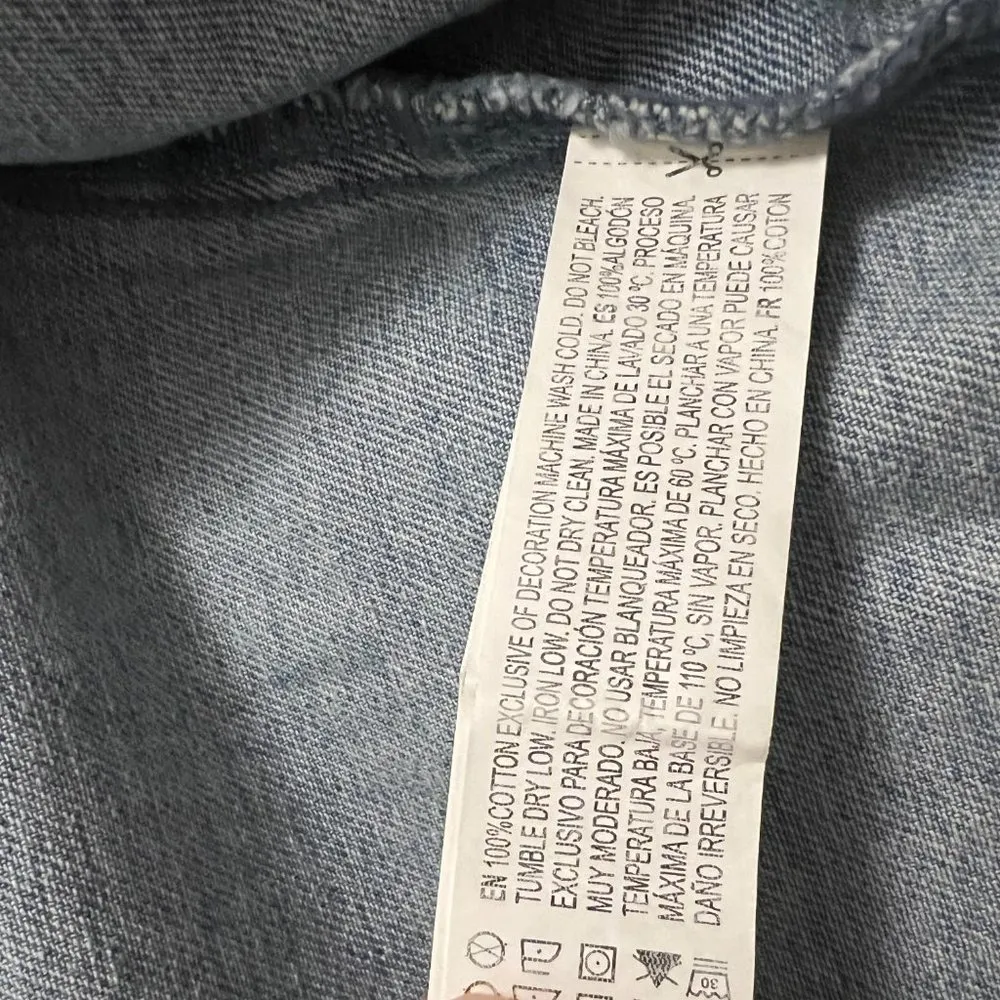 EN 100%COTTON EXCLUSIVE OF DECORATION MACHINE WASH COLD. DO NOT BLEACH.
TUMBLE DRY LOW. IRON LOW. DO NOT DRY CLEAN. MADE IN CHINA. ES 100%ALGODÓN
EXCLUSIVO PARA DECORACIÓN TEMPERATURA MÁXIMA DE LAVADO 30 ºC. PROCESO
MUY MODERADO. NO USAR BLANQUEADOR. ES POSIBLE EL SECADO EN MÁQUINA.
TEMPERATURA BAJA, TEMPERATURA MÁXIMA DE 60 ºC. PLANCHAR A UNA TEMPERATURA
MÁXIMA DE LA BASE DE 110 ºC, SIN VAPOR. PLANCHAR CON VAPOR PUEDE CAUSAR
DAÑO IRREVERSIBLE. NO LIMPIEZA EN SECO. HECHO EN CHINA. FR 100%COTON
30